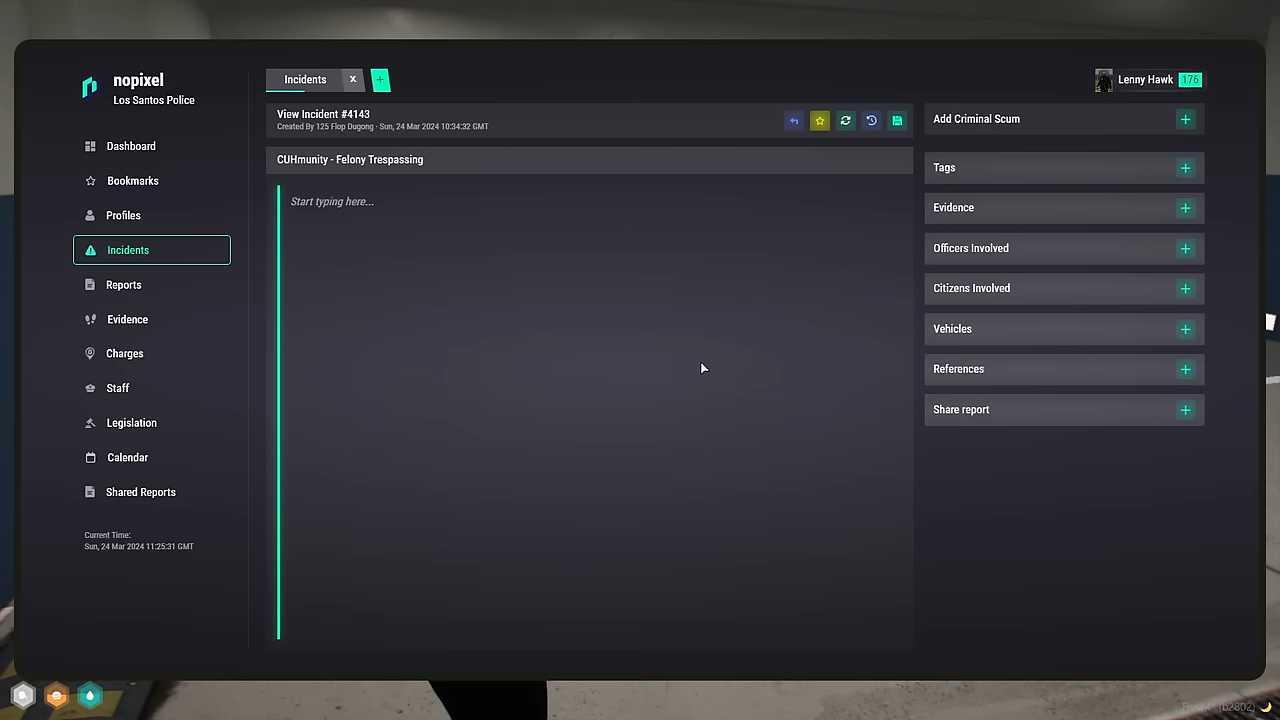 nopixel
Los Santos Police
Dashboard
Bookmarks
Profiles
Incidents
Reports
Evidence
Charges
Staff
Legislation
Calendar
Shared Reports
Current Time:
Sun, 24 Mar 2024 11:25:31 GMT
Incidents x +
View Incident #4143
Created By 125 Flop Dugong - Sun, 24 Mar 2024 10:34:32 GMT
CUHmunity - Felony Trespassing
Start typing here...
Lenny Hawk 176
Add Criminal Scum +
Tags +
Evidence +
Officers Involved +
Citizens Involved +
Vehicles +
References +
Share report +
(b2802)